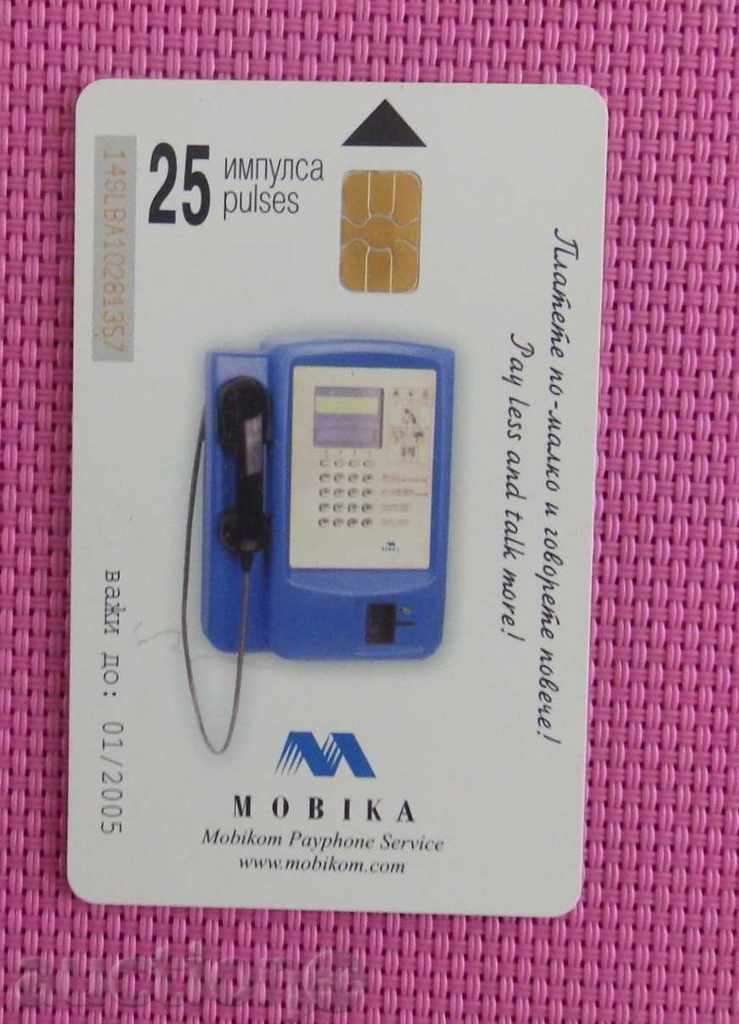 25 импулса
pulses
14SLBA10281357
Платете по-малко и говорете повече!
Pay less and talk more!
важи до: 01/2005
MOBIKA
Mobikom Payphone Service
www.mobikom.com